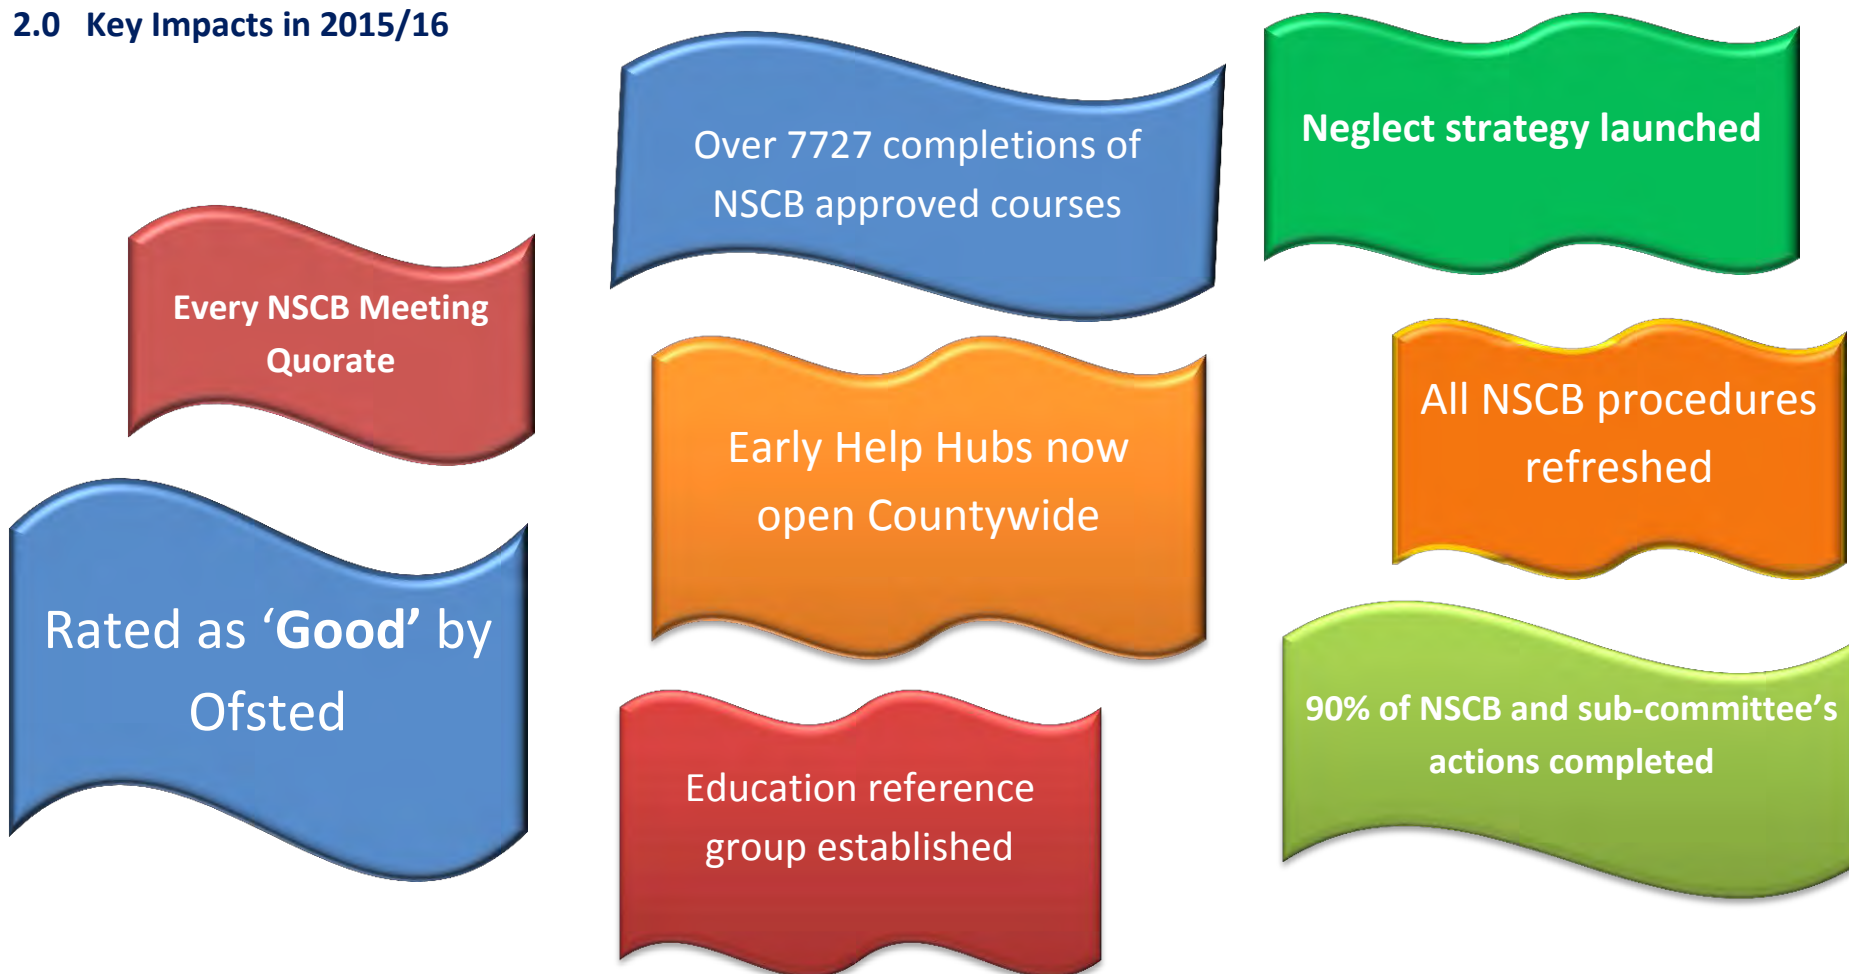 2.0 Key Impacts in 2015/16
Every NSCB Meeting
Quorate
Rated as ‘Good’ by
Ofsted
Over 7727 completions of
NSCB approved courses
Early Help Hubs now
open Countywide
Education reference
group established
Neglect strategy launched
All NSCB procedures
refreshed
90% of NSCB and sub-committee’s
actions completed